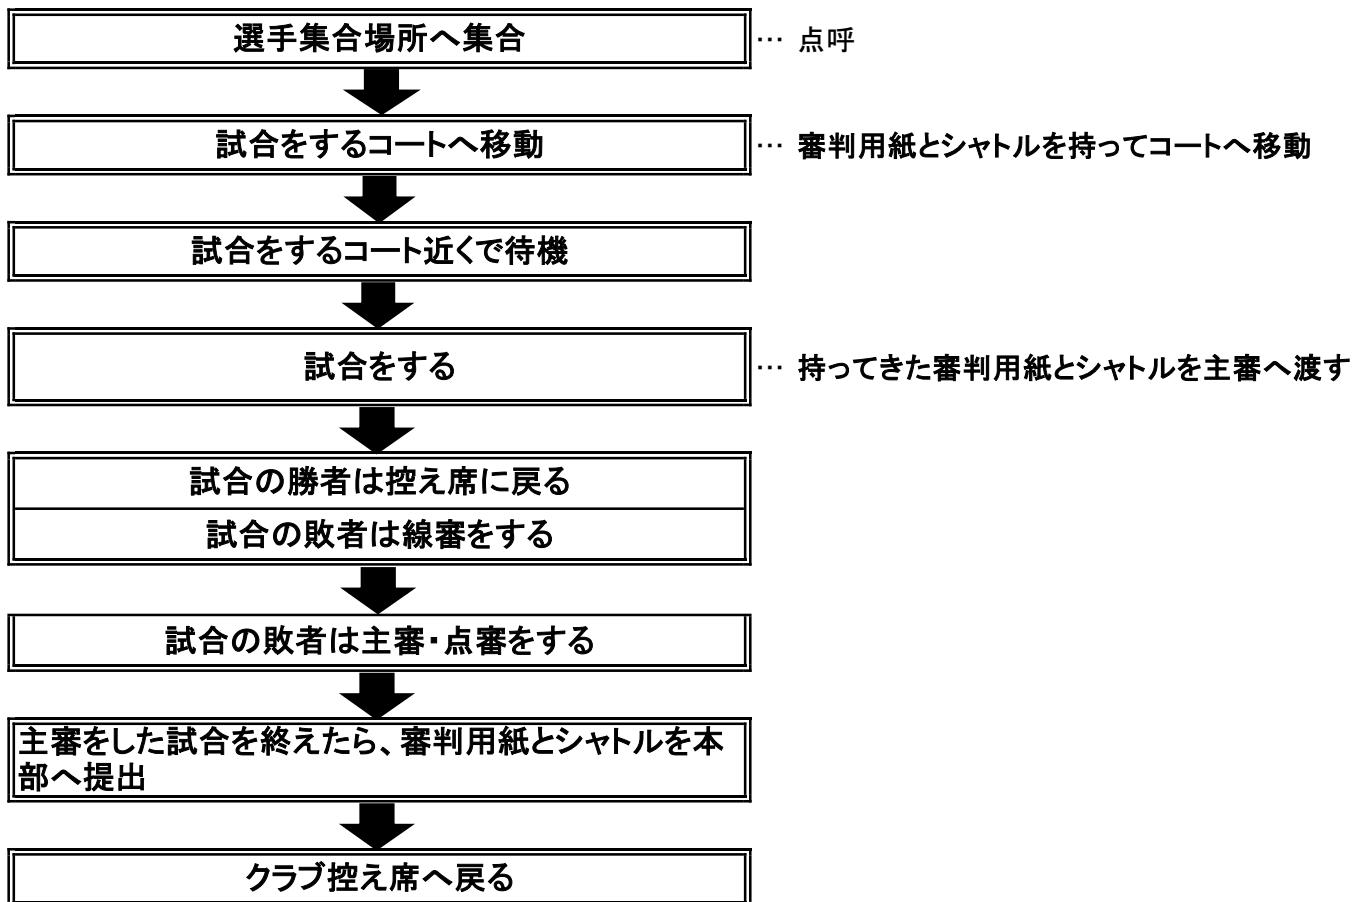 選手集合場所へ集合
… 点呼
試合をするコートへ移動
… 審判用紙とシャトルを持ってコートへ移動
試合をするコート近くで待機
試合をする
… 持ってきた審判用紙とシャトルを主審へ渡す
試合の勝者は控え席に戻る
試合の敗者は線審をする
試合の敗者は主審・点審をする
主審をした試合を終えたら、審判用紙とシャトルを本
部へ提出
クラブ控え席へ戻る